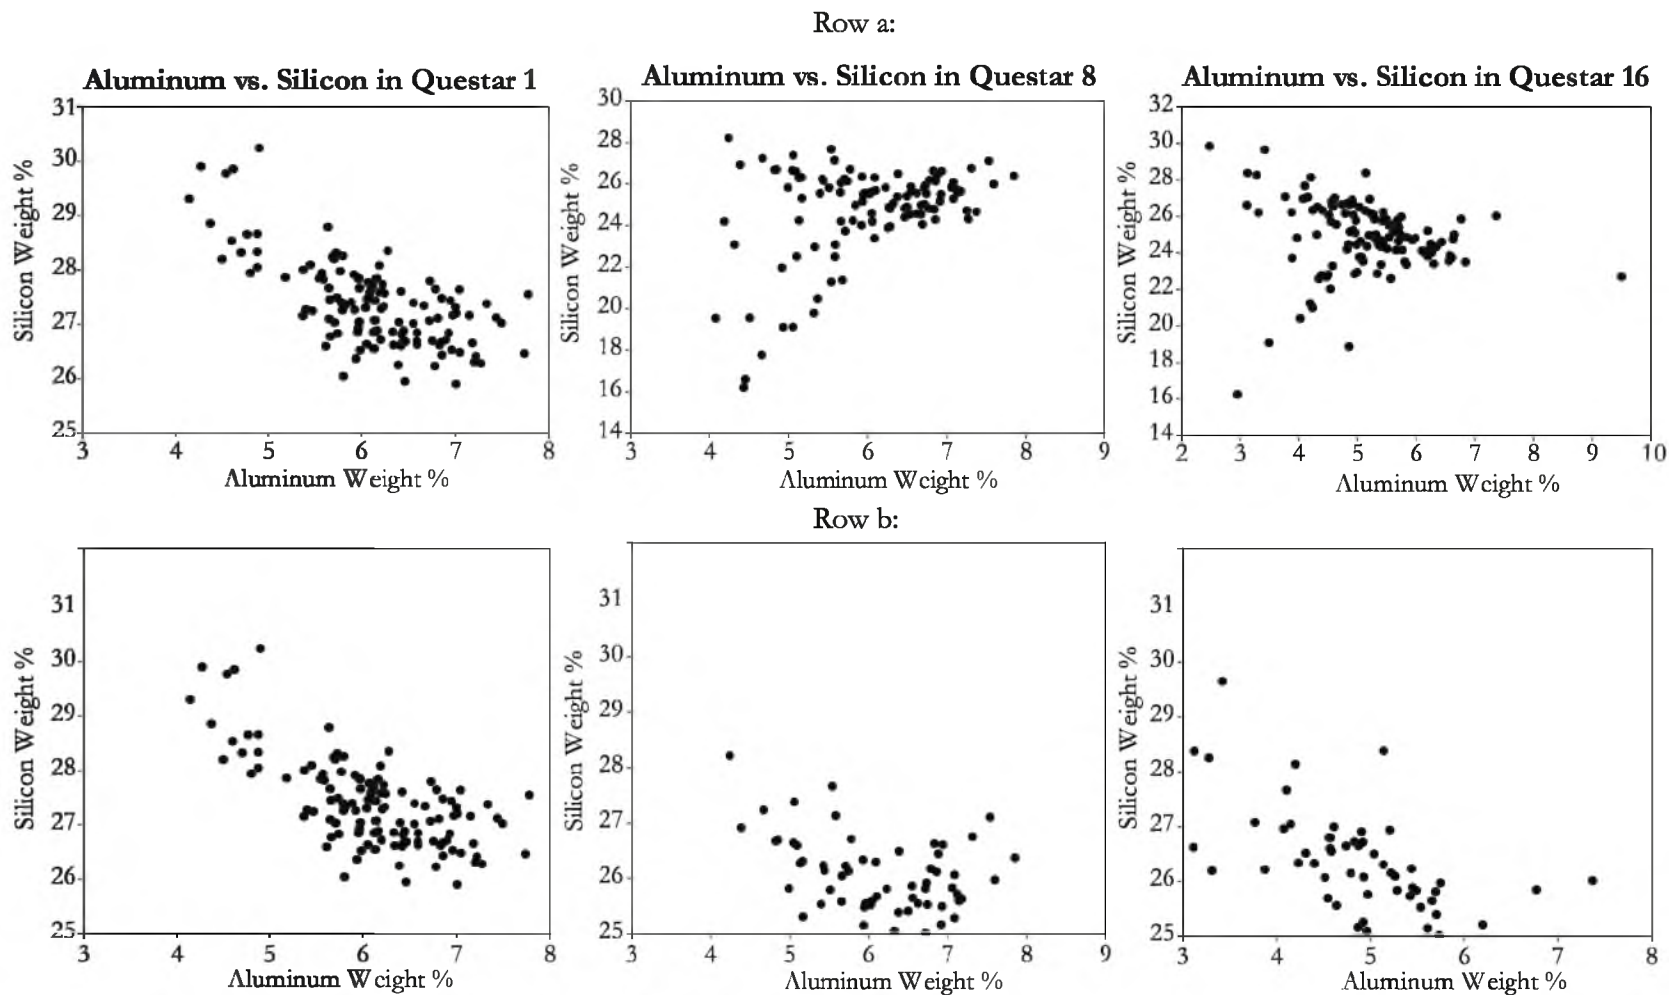 Row a:
Aluminum vs. Silicon in Questar 1
Aluminum vs. Silicon in Questar 8
Aluminum vs. Silicon in Questar 16
Silicon Weight %
31
30
29
28
27
26
25
3 4 5 6 7 8
Aluminum Weight %
Silicon Weight %
30
28
26
24
22
20
18
16
14
3 4 5 6 7 8 9
Aluminum Weight %
Silicon Weight %
32
30
28
26
24
22
20
18
16
14
2 3 4 5 6 7 8 9 10
Aluminum Weight %
Row b:
Silicon Weight %
31
30
29
28
27
26
25
3 4 5 6 7 8
Aluminum Weight %
Silicon Weight %
31
30
29
28
27
26
25
3 4 5 6 7 8 9
Aluminum Weight %
Silicon Weight %
31
30
29
28
27
26
25
3 4 5 6 7 8
Aluminum Weight %